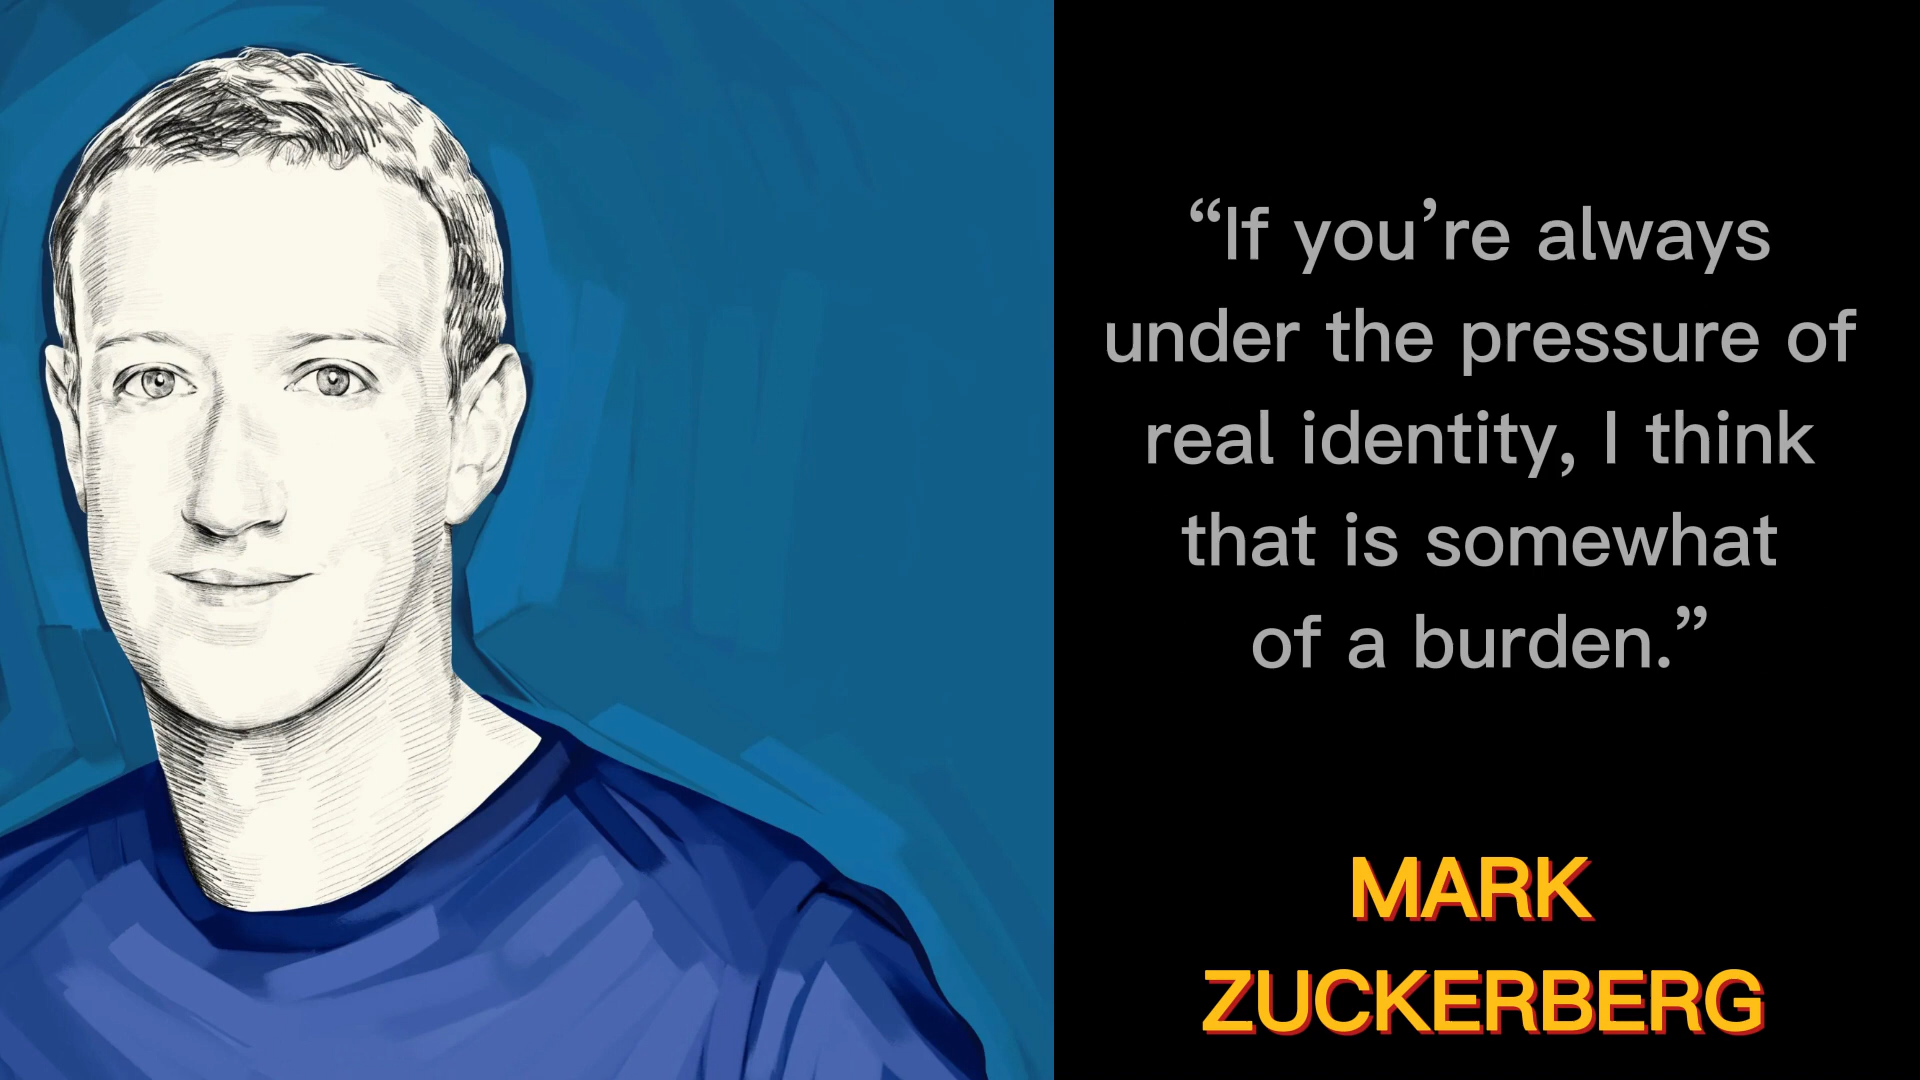 “If you’re always
under the pressure of
real identity, I think
that is somewhat
of a burden.”
MARK
ZUCKERBERG